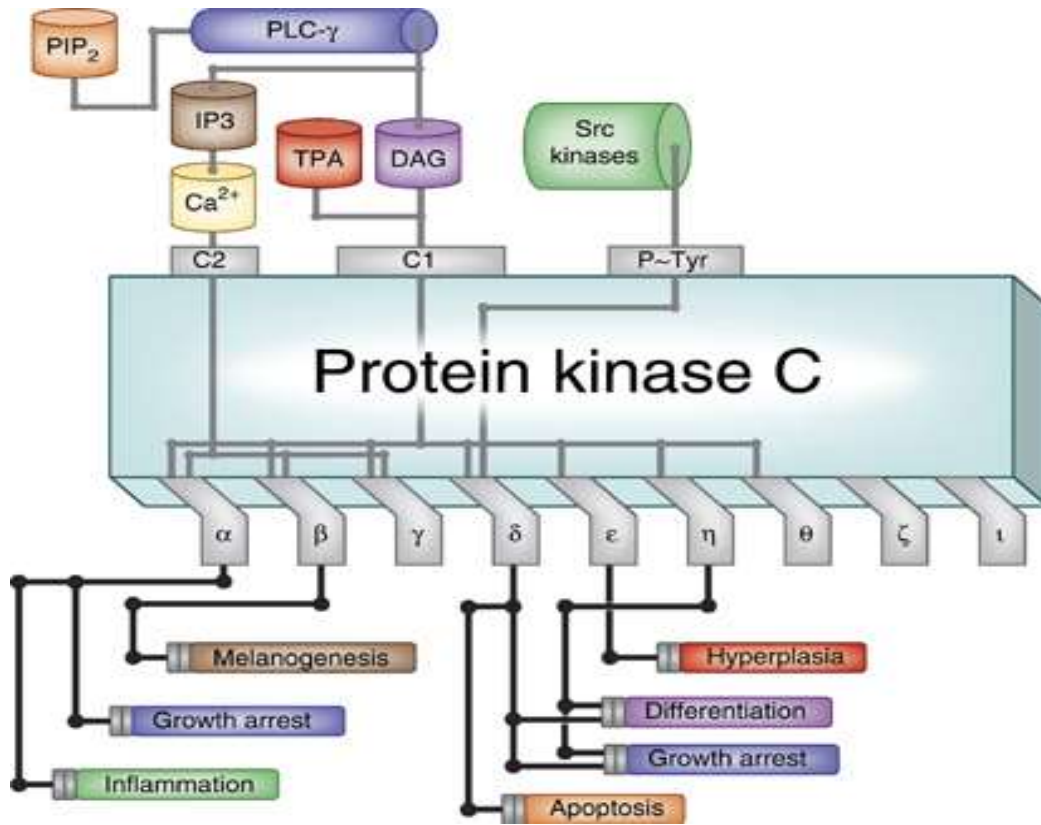 PLC-γ
PIP₂
IP3
TPA
DAG
Src
kinases
Ca²⁺
C2
C1
P~Tyr
Protein kinase C
α
β
γ
δ
ε
η
θ
ζ
ι
Melanogenesis
Hyperplasia
Growth arrest
Differentiation
Growth arrest
Inflammation
Apoptosis